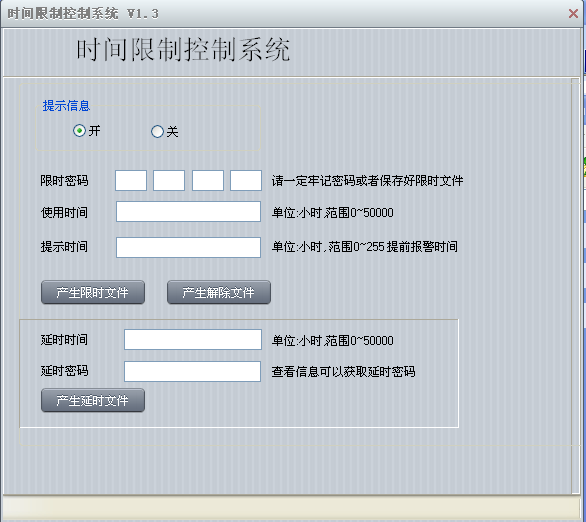 时间限制控制系统 V1.3
时间限制控制系统
提示信息
开 关
限时密码 请一定牢记密码或者保存好限时文件
使用时间 单位:小时,范围0~50000
提示时间 单位:小时,范围0~255 提前报警时间
产生限时文件 产生解除文件
延时时间 单位:小时,范围0~50000
延时密码 查看信息可以获取延时密码
产生延时文件